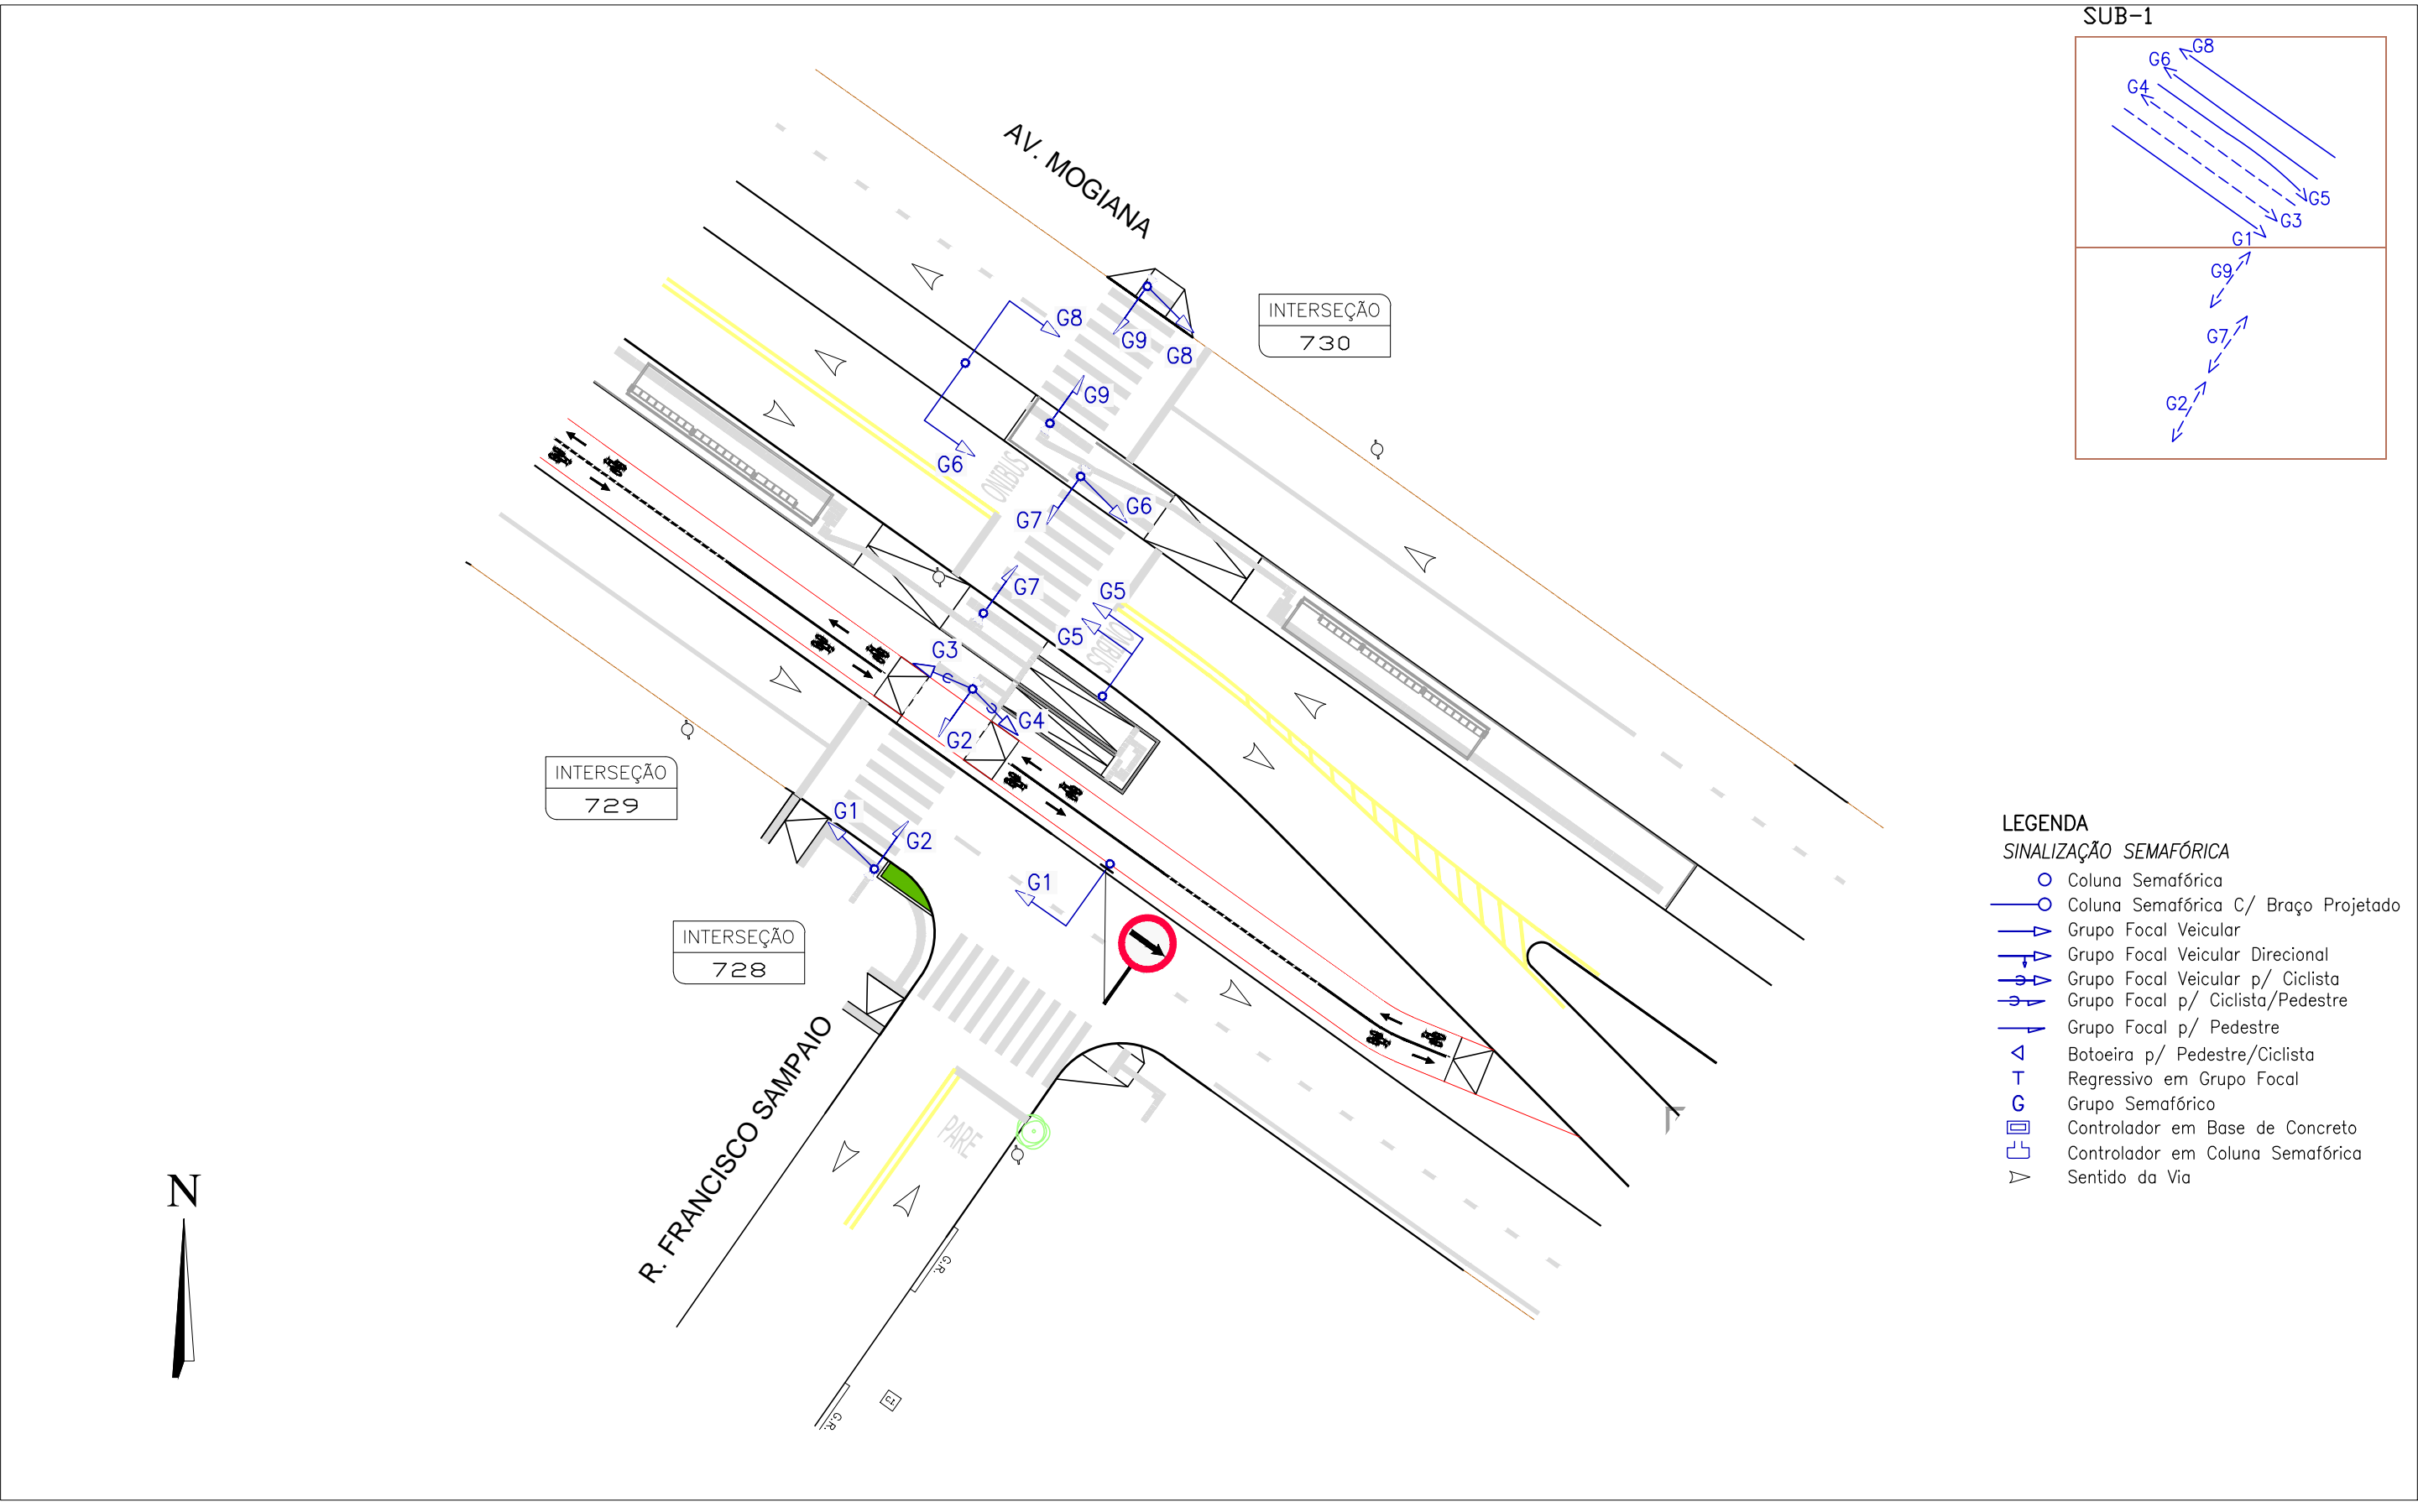 SUB-1
G8
G6
G4
G5
G3
G1
G9
G7
G2
AV. MOGIANA
INTERSEÇÃO
730
G8
G9
G8
G9
G6
ONIBUS
G6
G7
G7
G5
G5
ONIBUS
G3
G4
G2
INTERSEÇÃO
729
G1
G2
G1
INTERSEÇÃO
728
R. FRANCISCO SAMPAIO
PARE
G.R.
G.R.
N
LEGENDA
SINALIZAÇÃO SEMAFÓRICA
Coluna Semafórica
Coluna Semafórica C/ Braço Projetado
Grupo Focal Veicular
Grupo Focal Veicular Direcional
Grupo Focal Veicular p/ Ciclista
Grupo Focal p/ Ciclista/Pedestre
Grupo Focal p/ Pedestre
Botoeira p/ Pedestre/Ciclista
T Regressivo em Grupo Focal
G Grupo Semafórico
Controlador em Base de Concreto
Controlador em Coluna Semafórica
Sentido da Via